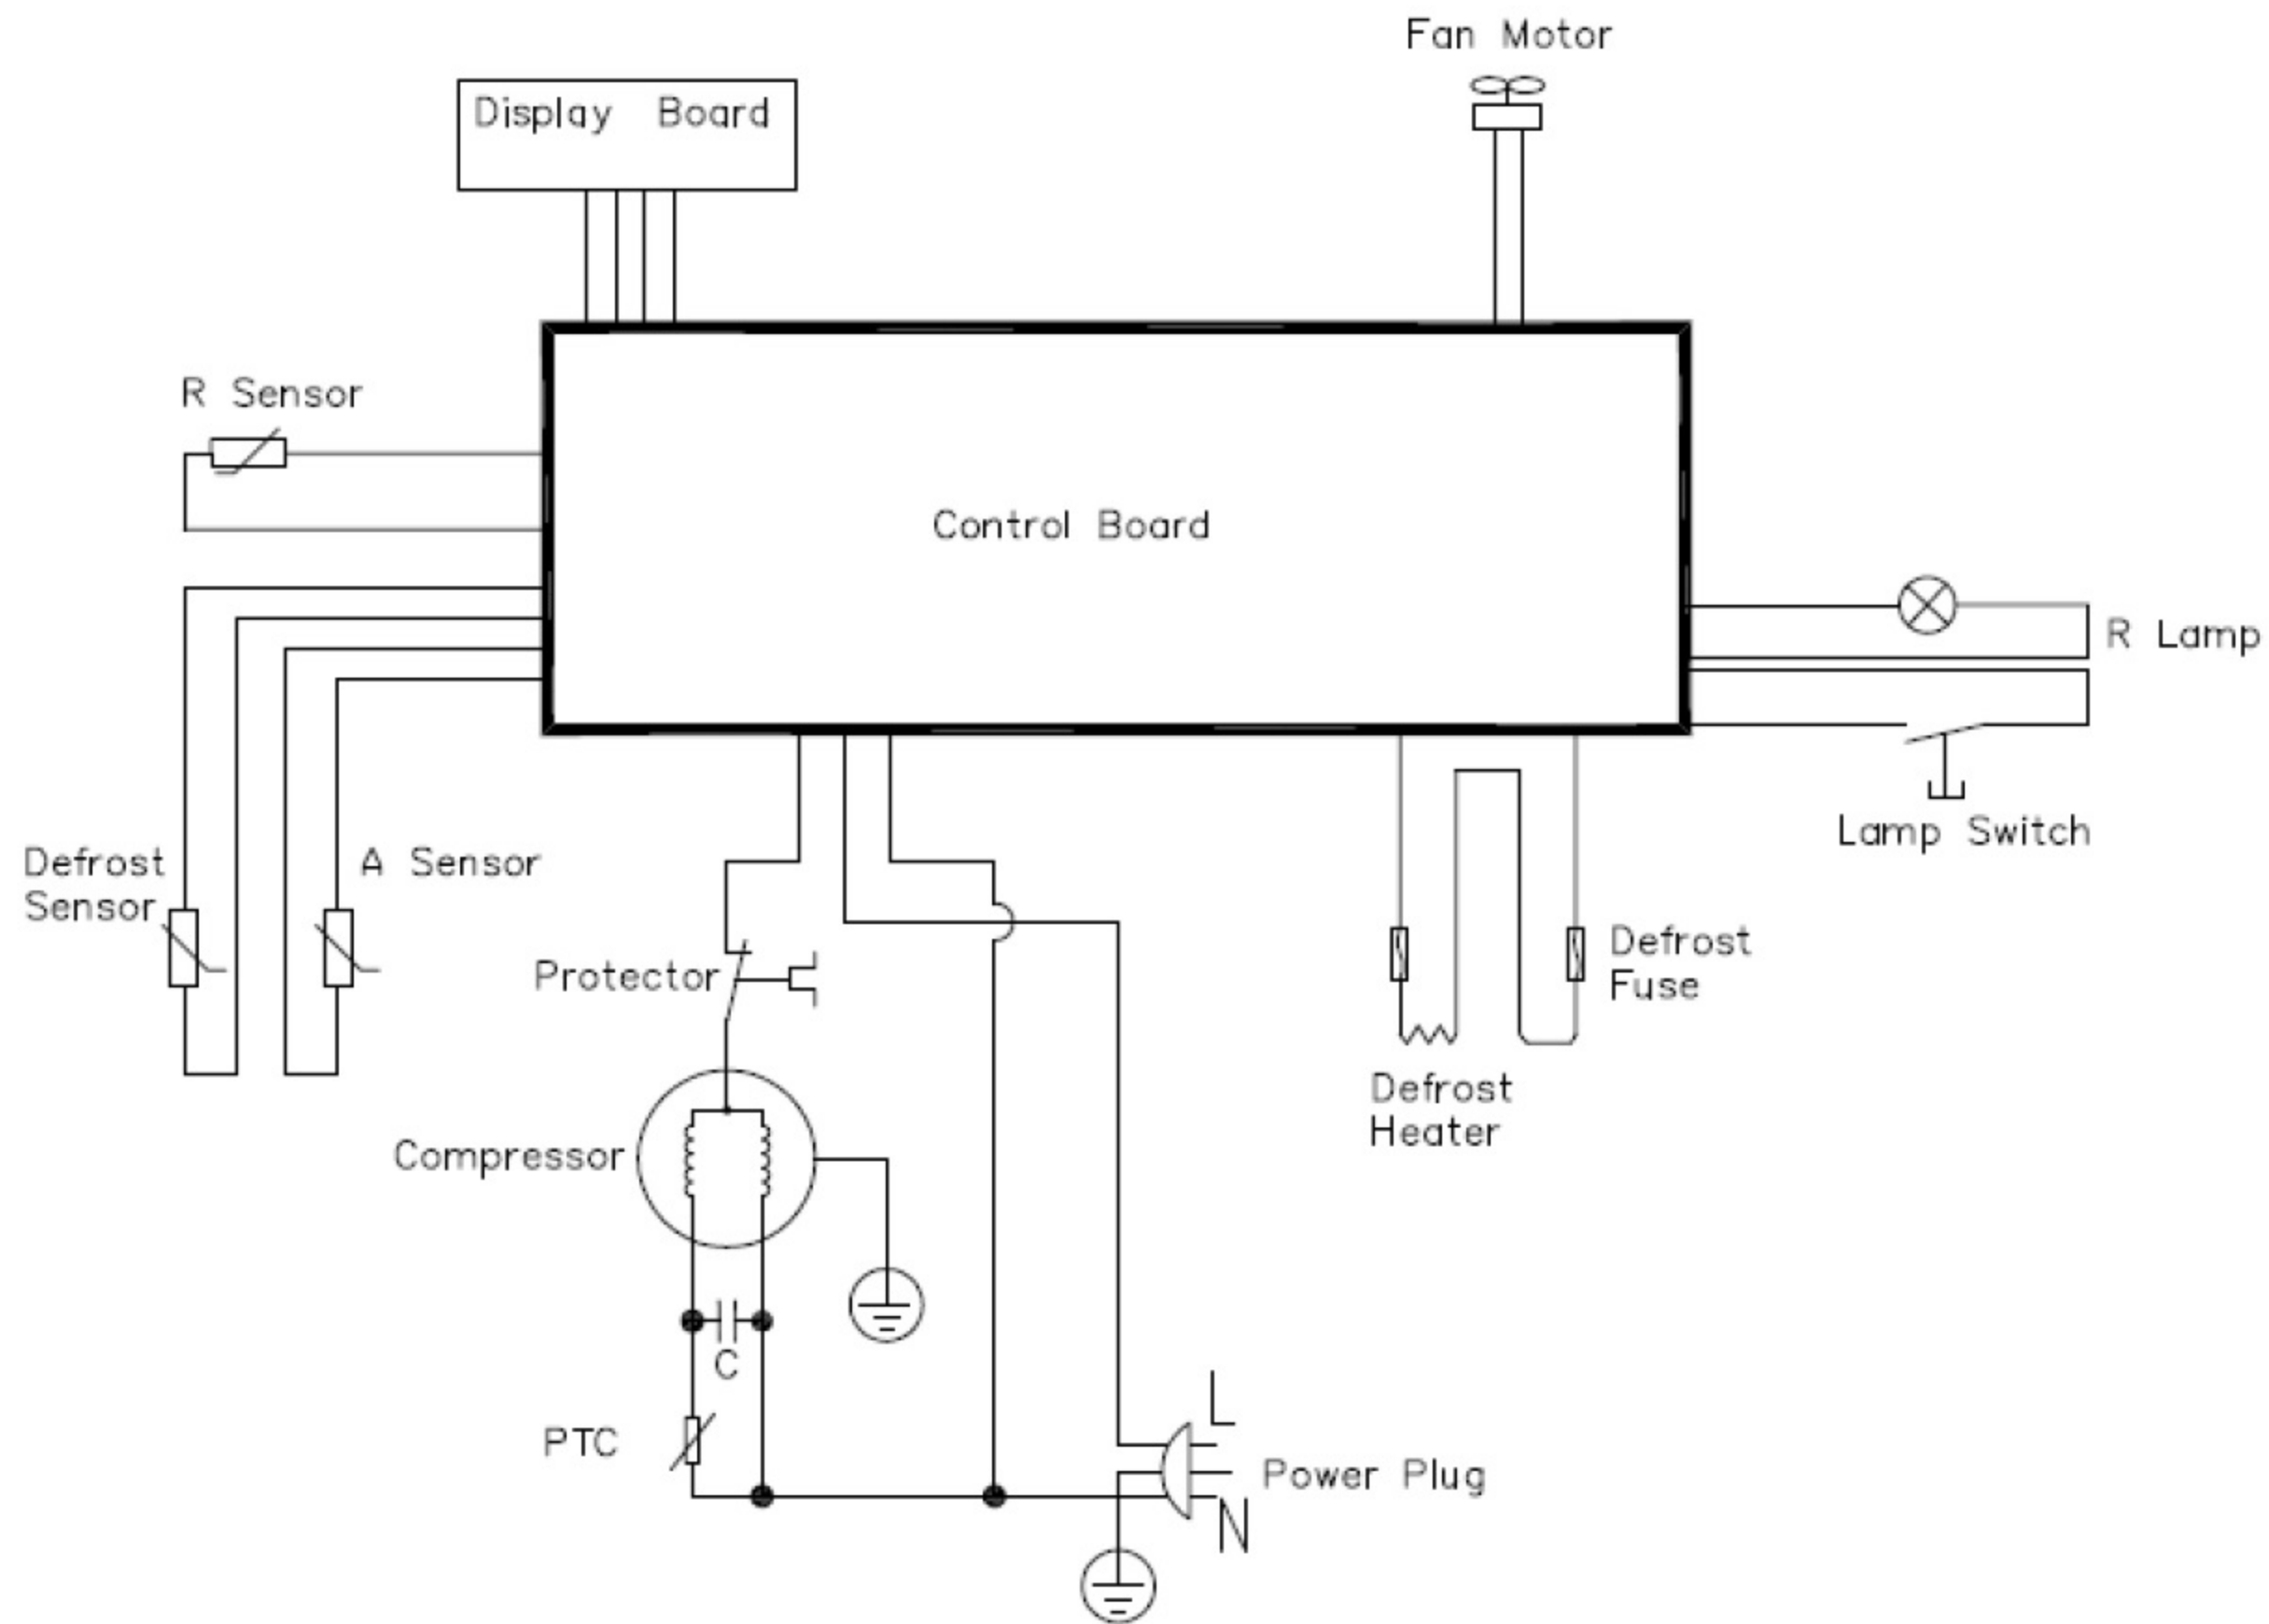 Fan Motor
Display Board
R Sensor
Control Board
R Lamp
Lamp Switch
Defrost
Sensor
A Sensor
Protector
Defrost
Fuse
Defrost
Heater
Compressor
C
L
PTC
Power Plug
N